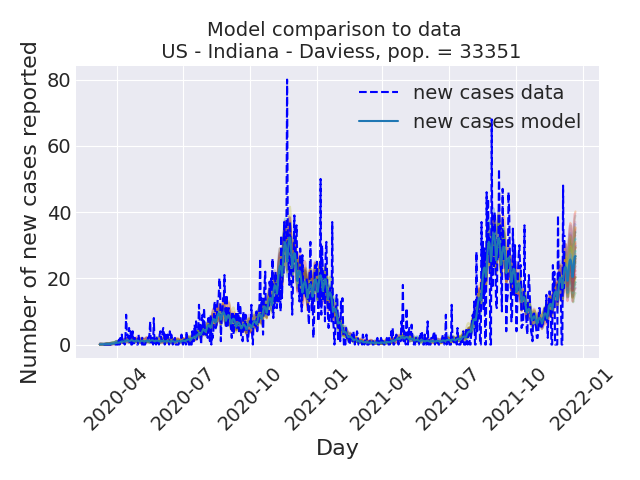 Model comparison to data
US - Indiana - Daviess, pop. = 33351
Number of new cases reported
80
60
40
20
0
new cases data
new cases model
2020-04
2020-07
2020-10
2021-01
2021-04
2021-07
2021-10
2022-01
Day